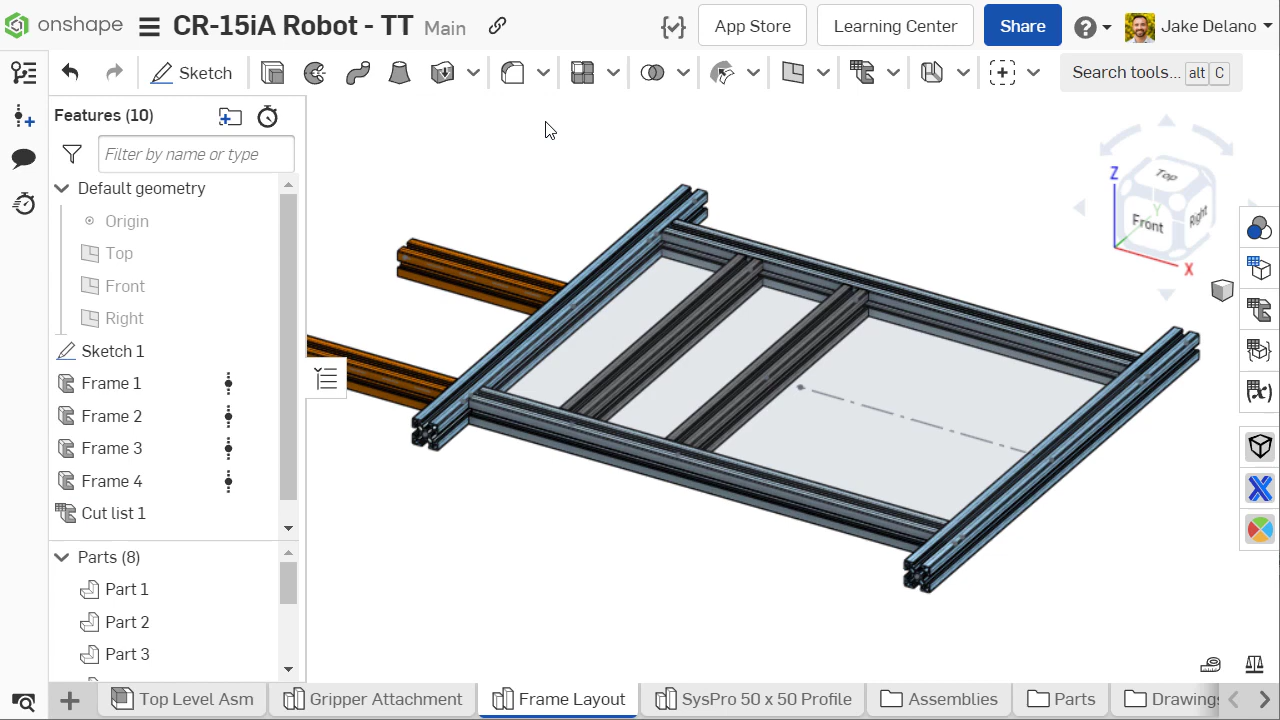 onshape
CR-15iA Robot - TT Main
App Store
Learning Center
Share
Jake Delano
Sketch
Search tools... alt C
Features (10)
Filter by name or type
Default geometry
Origin
Top
Front
Right
Sketch 1
Frame 1
Frame 2
Frame 3
Frame 4
Cut list 1
Parts (8)
Part 1
Part 2
Part 3
Z
Top
Y
Front
Right
X
Top Level Asm
Gripper Attachment
Frame Layout
SysPro 50 x 50 Profile
Assemblies
Parts
Drawings